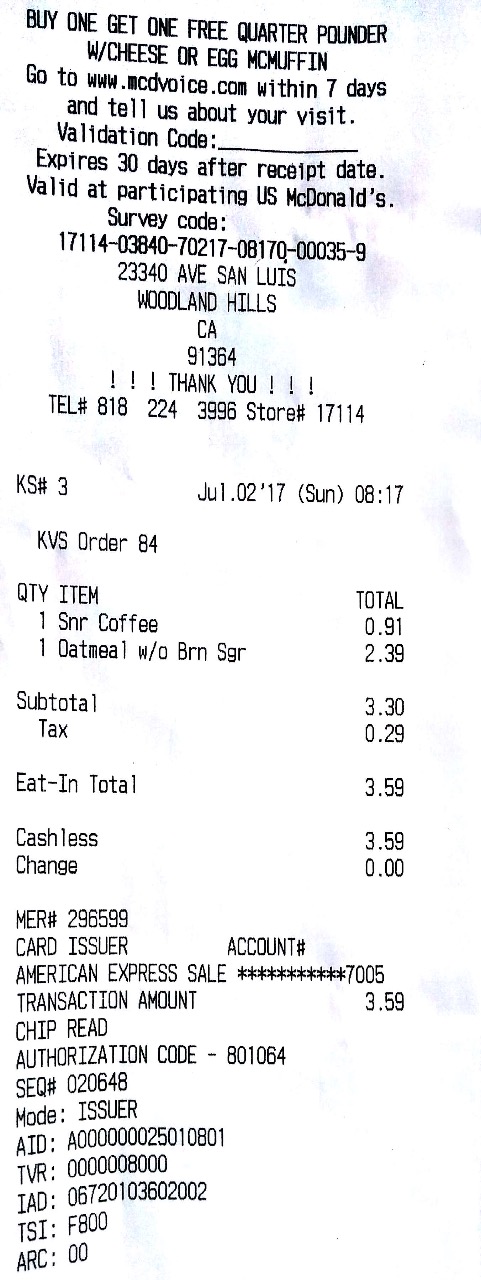 BUY ONE GET ONE FREE QUARTER POUNDER
W/CHEESE OR EGG MCMUFFIN
Go to www.mcdvoice.com within 7 days
and tell us about your visit.
Validation Code:______________
Expires 30 days after receipt date.
Valid at participating US McDonald's.
Survey code:
17114-03840-70217-08170-00035-9
23340 AVE SAN LUIS
WOODLAND HILLS
CA
91364
! ! ! THANK YOU ! ! !
TEL# 818 224 3996 Store# 17114
KS# 3 Jul.02'17 (Sun) 08:17
KVS Order 84
QTY ITEM TOTAL
1 Snr Coffee 0.91
1 Oatmeal w/o Brn Sgr 2.39
Subtotal 3.30
Tax 0.29
Eat-In Total 3.59
Cashless 3.59
Change 0.00
MER# 296599
CARD ISSUER ACCOUNT#
AMERICAN EXPRESS SALE ***********7005
TRANSACTION AMOUNT 3.59
CHIP READ
AUTHORIZATION CODE - 801064
SEQ# 020648
Mode: ISSUER
AID: A000000025010801
TVR: 0000008000
IAD: 06720103602002
TSI: F800
ARC: 00